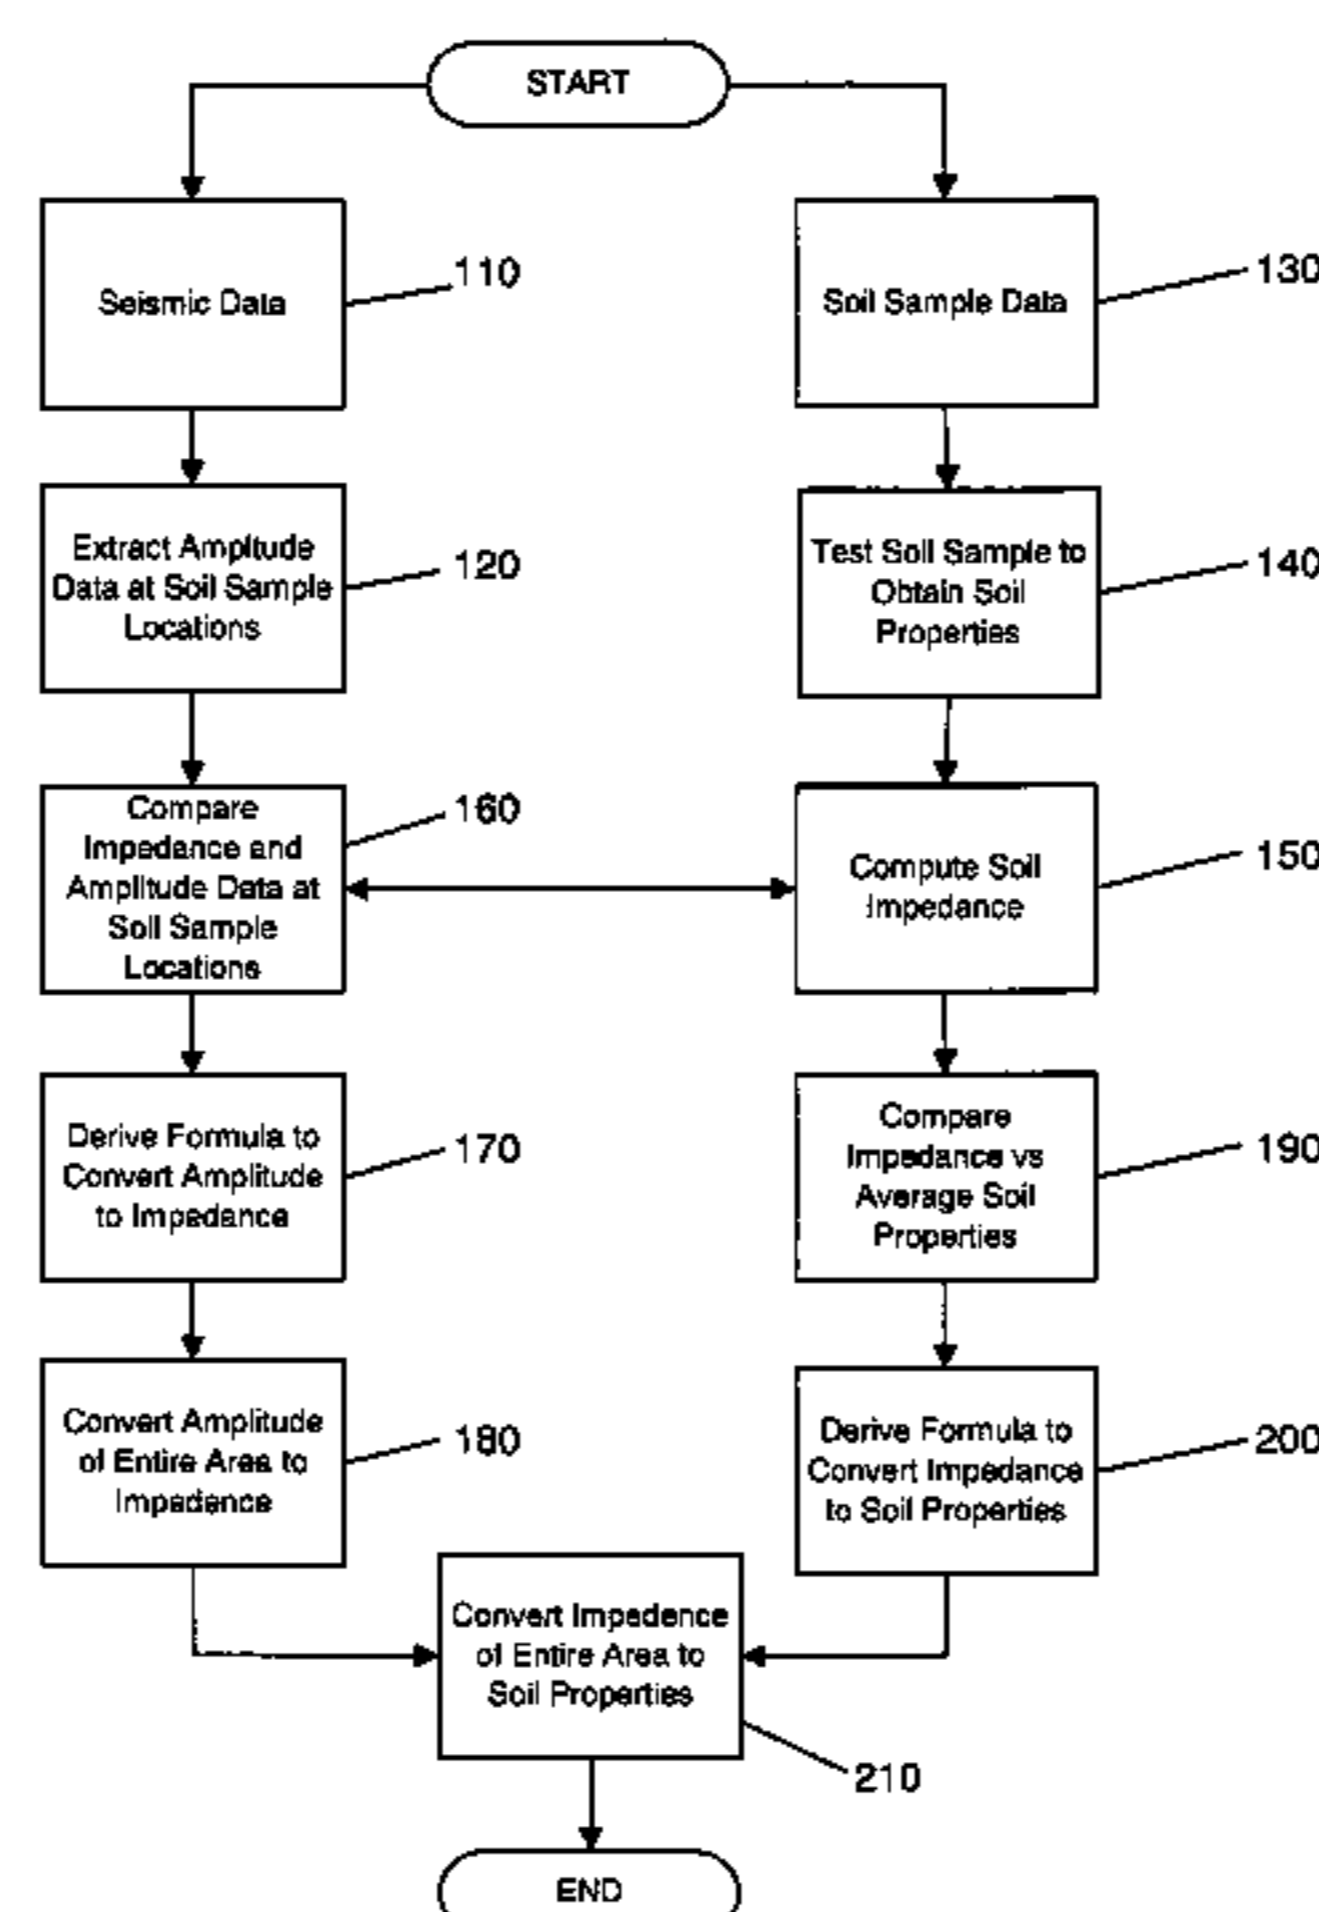 START
Seismic Data
110
Soil Sample Data
130
Extract Amplitude
Data at Soil Sample
Locations
120
Test Soil Sample to
Obtain Soil
Properties
140
Compare
Impedance and
Amplitude Data at
Soil Sample
Locations
160
Compute Soil
Impedance
150
Derive Formula to
Convert Amplitude
to Impedance
170
Compare
Impedance vs
Average Soil
Properties
190
Convert Amplitude
of Entire Area to
Impedance
180
Derive Formula to
Convert Impedance
to Soil Properties
200
Convert Impedence
of Entire Area to
Soil Properties
210
END